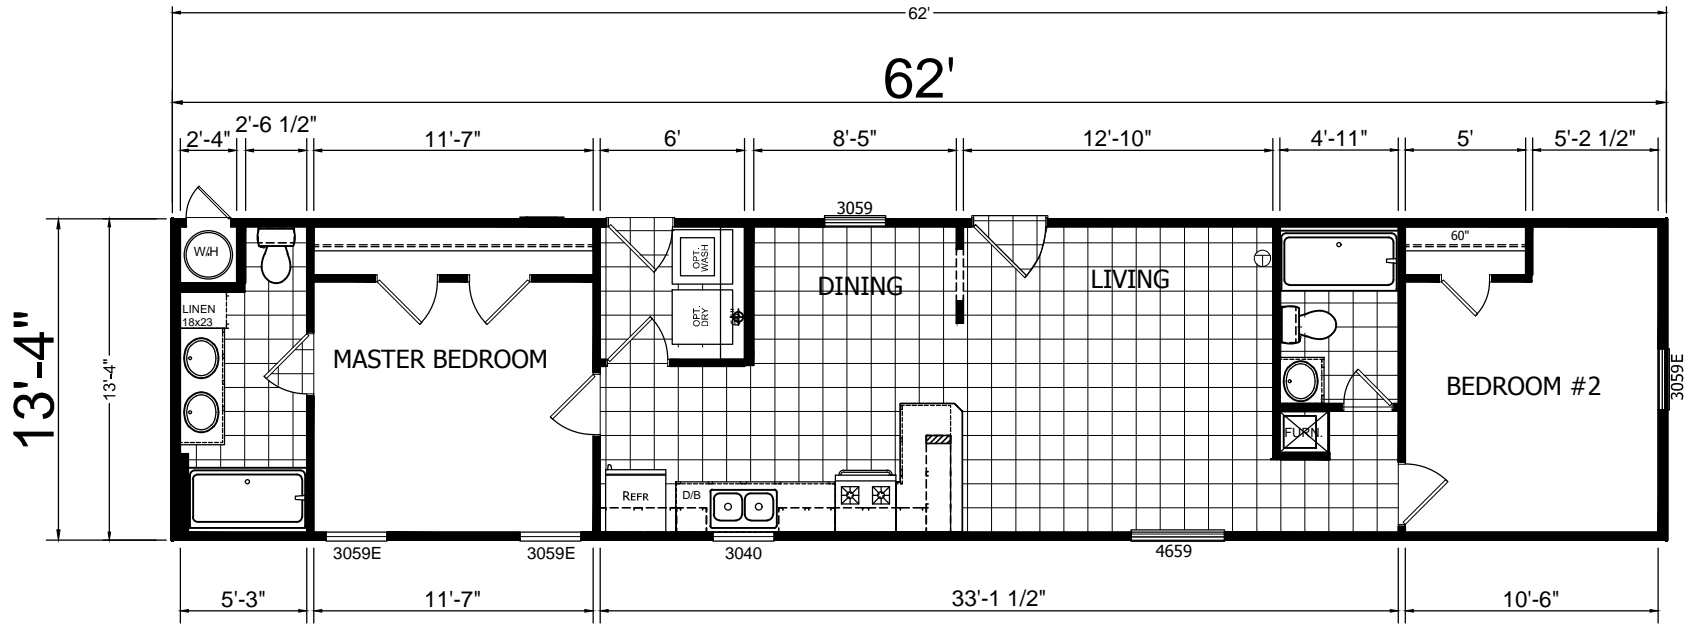 62'
62'
2'-4" 2'-6 1/2" 11'-7" 6' 8'-5" 12'-10" 4'-11" 5' 5'-2 1/2"
3059
W/H
OPT.
WASH
60"
DINING
LIVING
LINEN
18x23
OPT.
DRY
MASTER BEDROOM
BEDROOM #2
3059E
13'-4"
13'-4"
FURN.
REFR
D/B
3059E
3059E
3040
4659
5'-3" 11'-7" 33'-1 1/2" 10'-6"